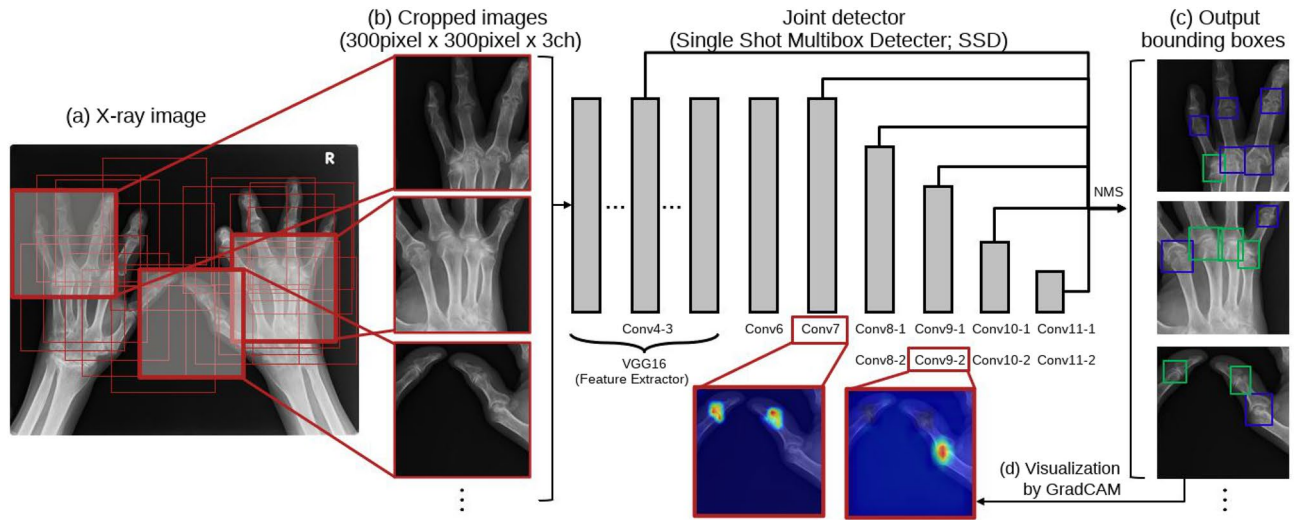 (b) Cropped images
(300pixel x 300pixel x 3ch)
Joint detector
(Single Shot Multibox Detecter; SSD)
(c) Output
bounding boxes
(a) X-ray image
R
NMS
...
...
Conv4-3
Conv6
Conv7
Conv8-1
Conv9-1
Conv10-1
Conv11-1
VGG16
(Feature Extractor)
Conv8-2
Conv9-2
Conv10-2
Conv11-2
(d) Visualization
by GradCAM